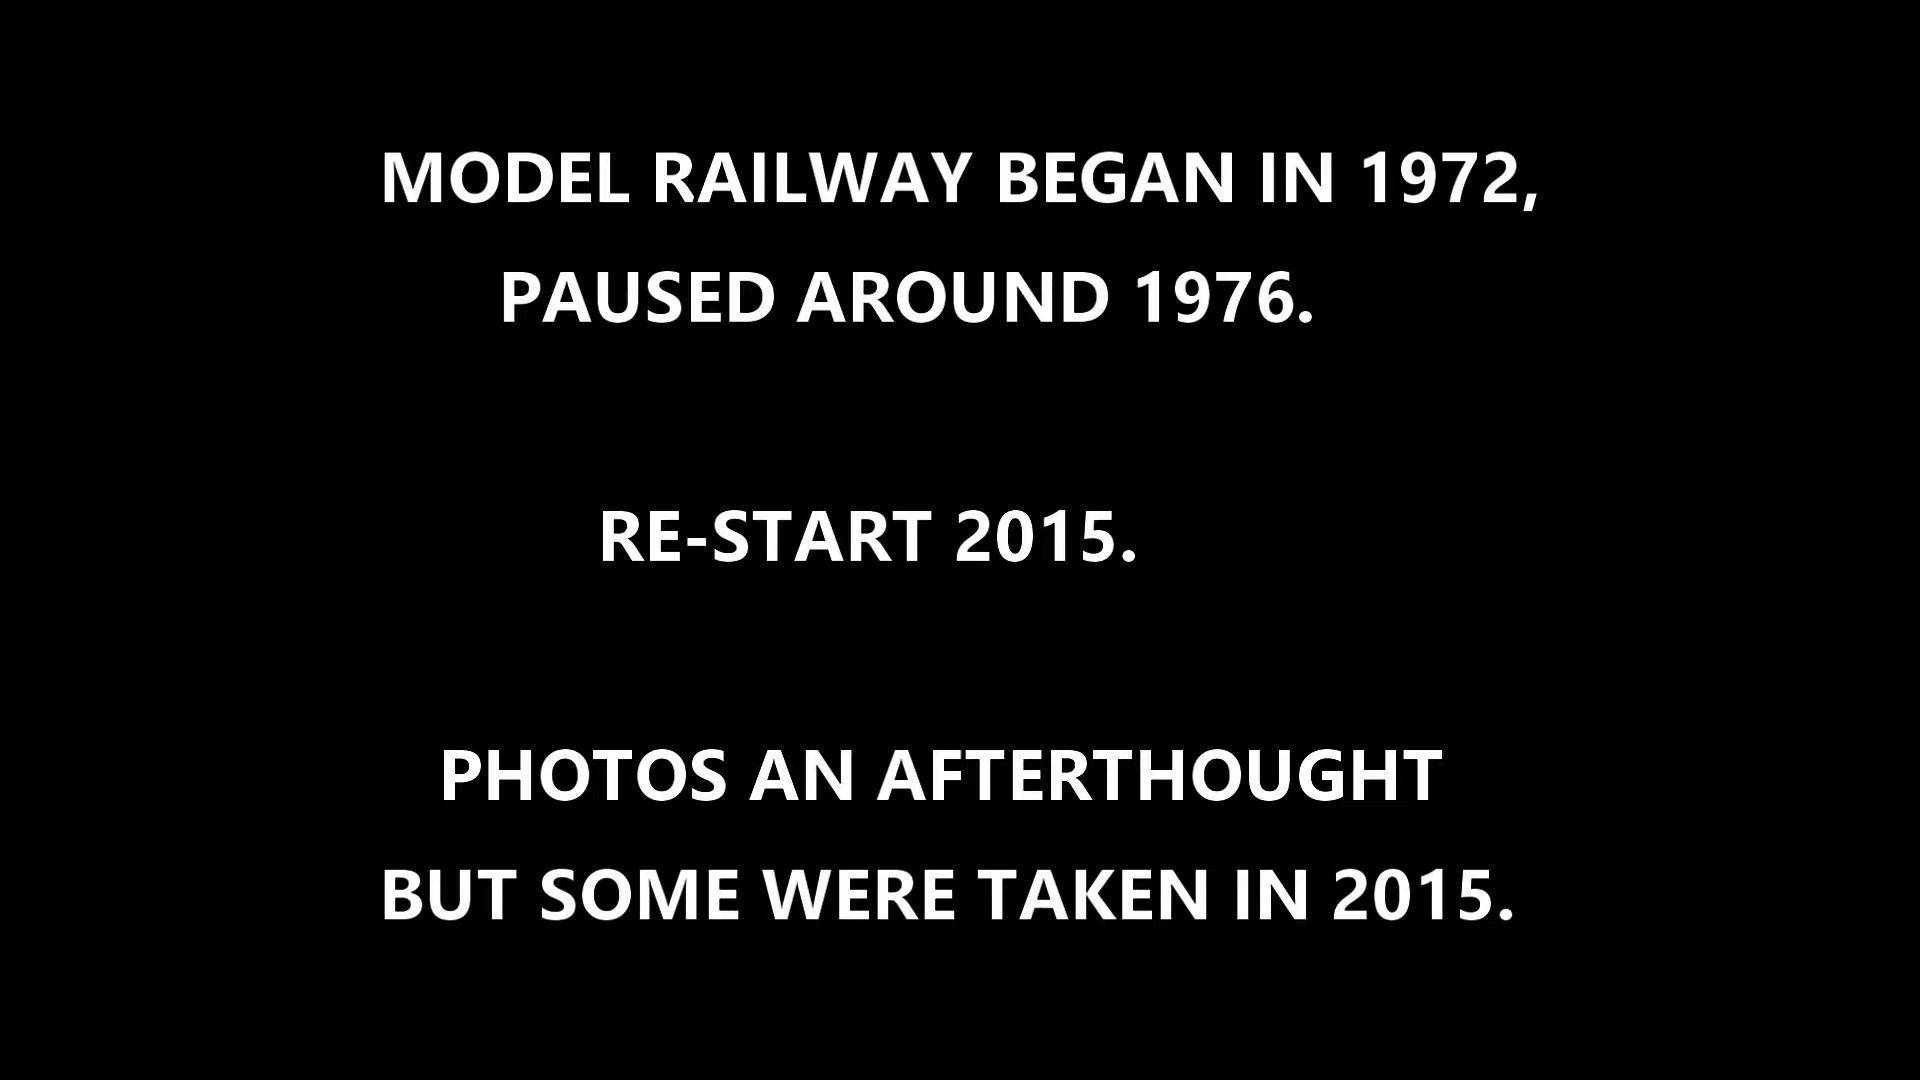 MODEL RAILWAY BEGAN IN 1972,
PAUSED AROUND 1976.
RE-START 2015.
PHOTOS AN AFTERTHOUGHT
BUT SOME WERE TAKEN IN 2015.